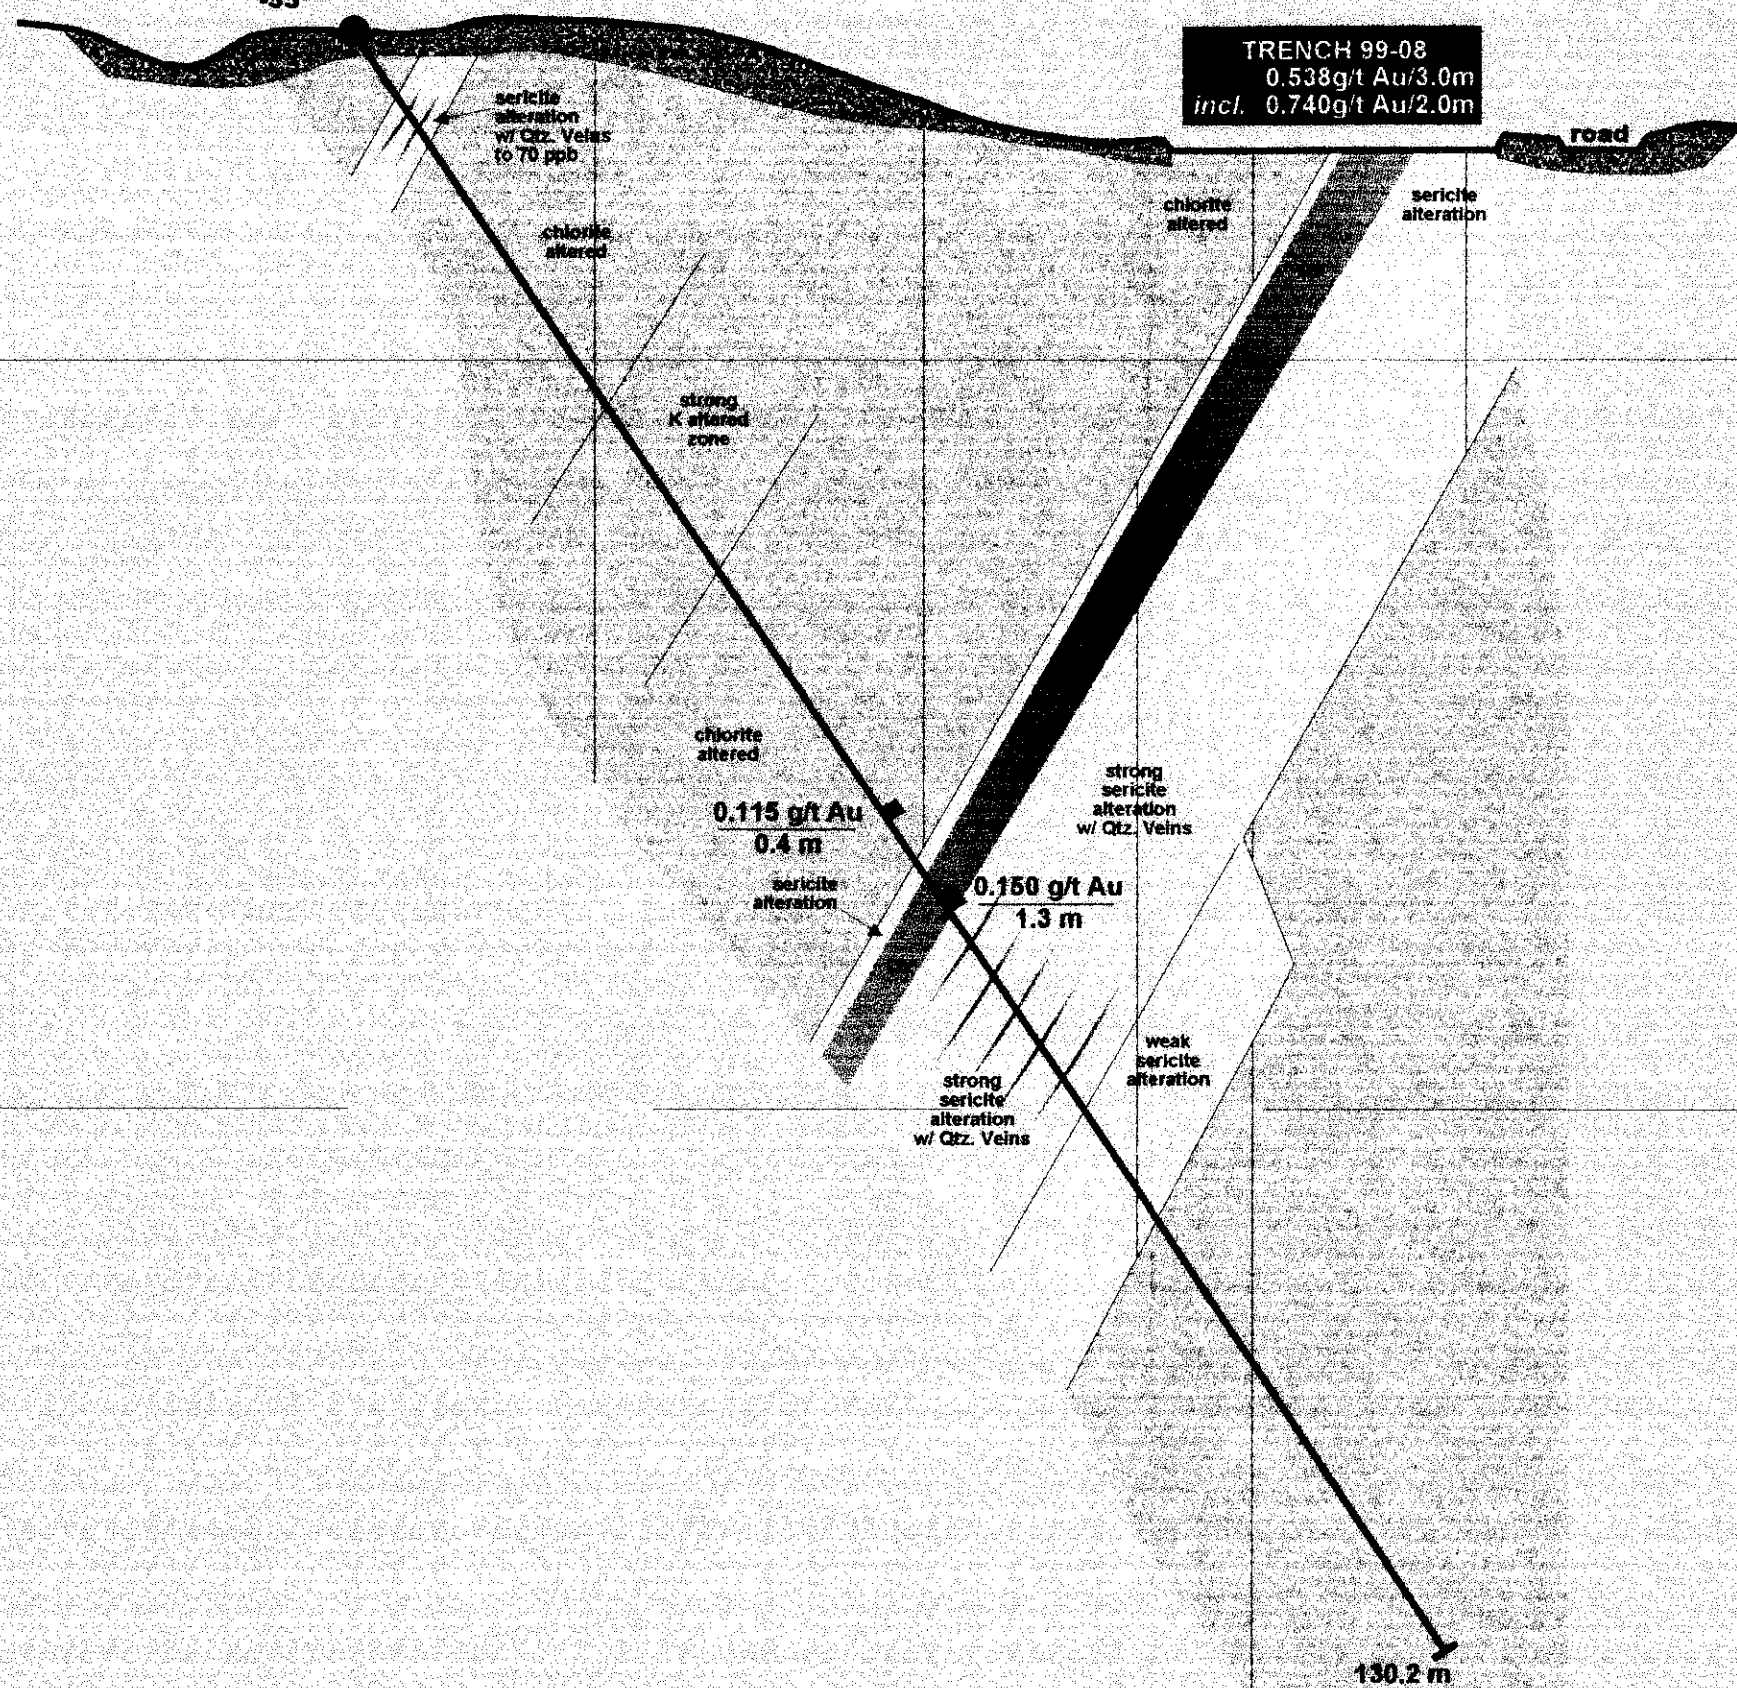 TRENCH 99-08
0.538g/t Au/3.0m
incl. 0.740g/t Au/2.0m
road
sericite
alteration
w/ Qtz. Veins
to 70 ppb
sericite
alteration
chlorite
altered
chlorite
altered
strong
K altered
zone
chlorite
altered
strong
sericite
alteration
w/ Qtz. Veins
0.115 g/t Au
0.4 m
sericite
alteration
0.150 g/t Au
1.3 m
weak
sericite
alteration
strong
sericite
alteration
w/ Qtz. Veins
130.2 m